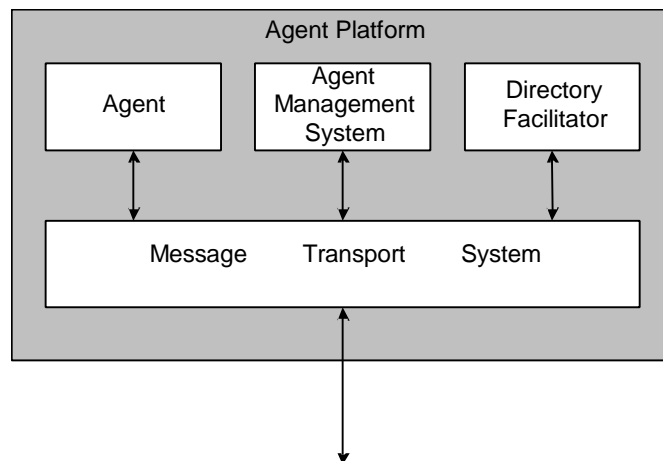 Agent Platform
Agent
Agent
Management
System
Directory
Facilitator
Message Transport System